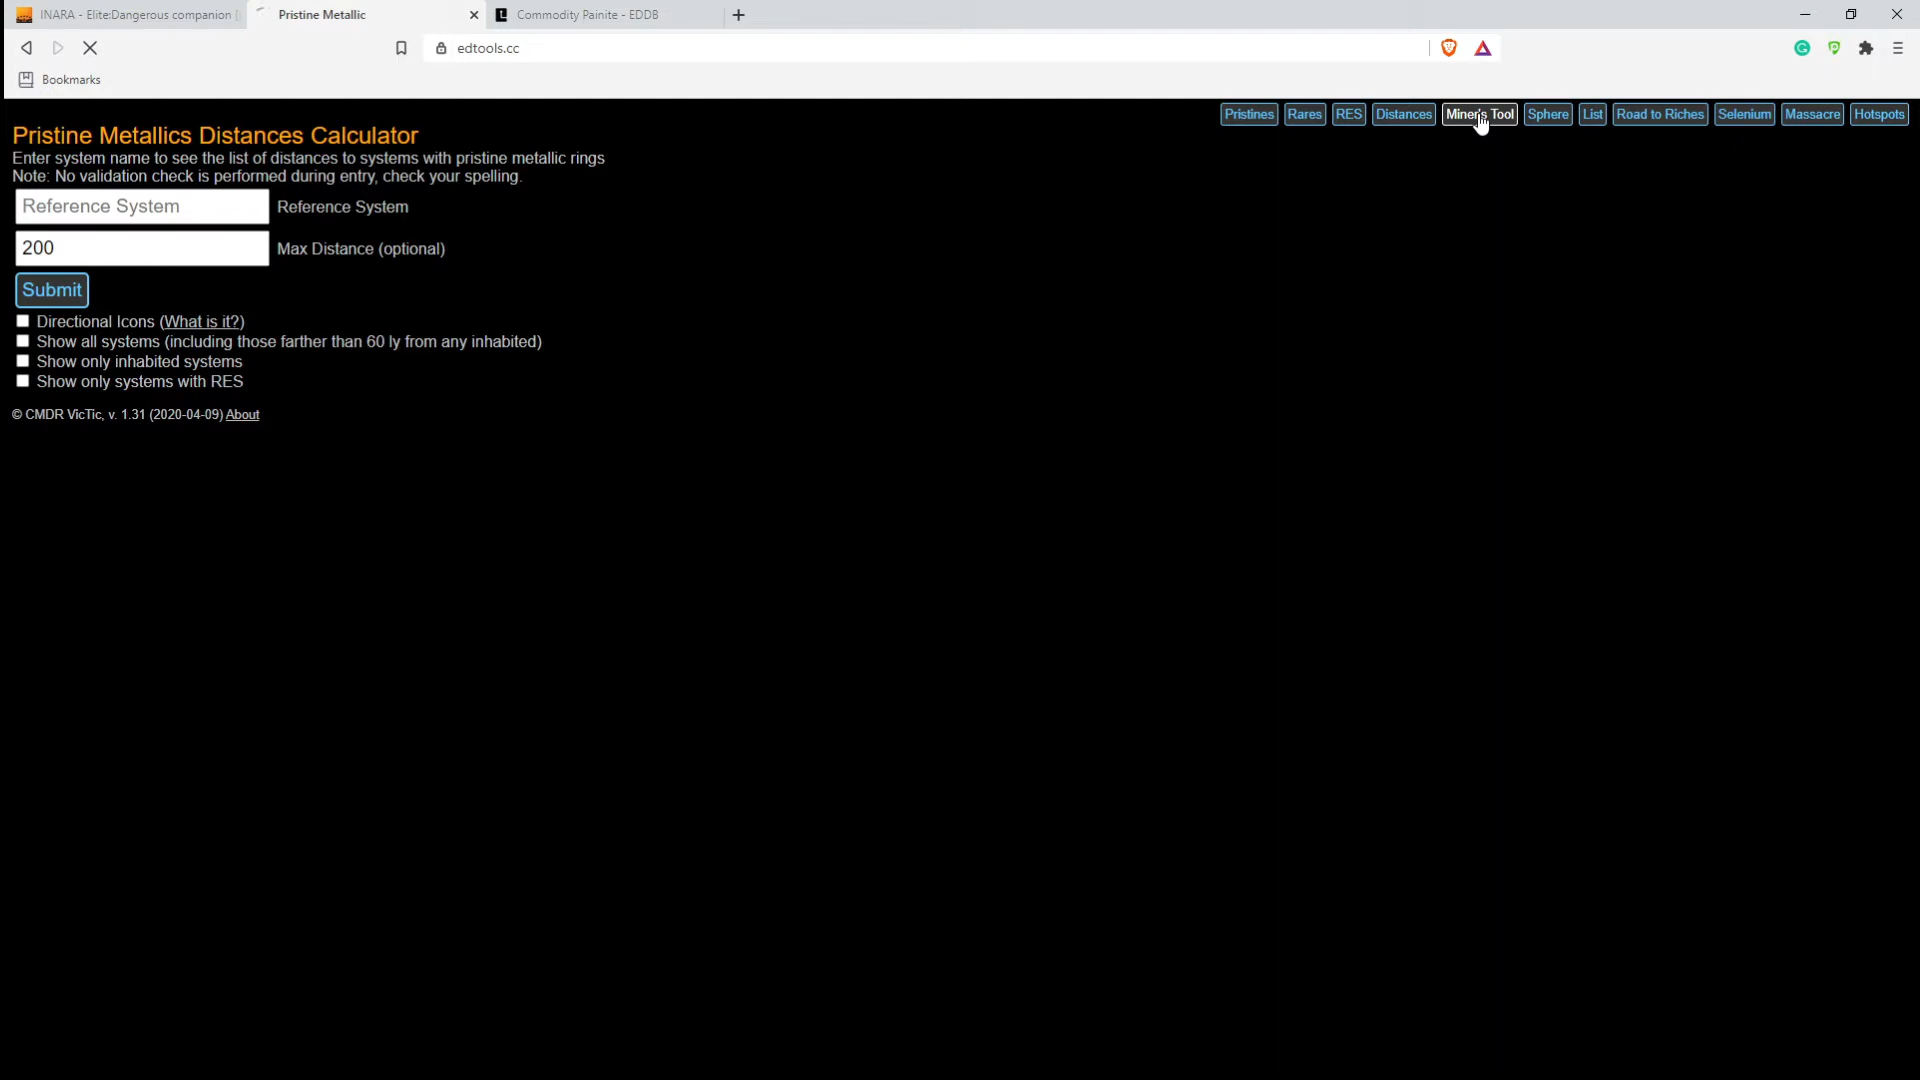 INARA - Elite:Dangerous companion
Pristine Metallic
Commodity Painite - EDDB
edtools.cc
Bookmarks
Pristines Rares RES Distances Miner's Tool Sphere List Road to Riches Selenium Massacre Hotspots
Pristine Metallics Distances Calculator
Enter system name to see the list of distances to systems with pristine metallic rings
Note: No validation check is performed during entry, check your spelling.
Reference System Reference System
200 Max Distance (optional)
Submit
Directional Icons (What is it?)
Show all systems (including those farther than 60 ly from any inhabited)
Show only inhabited systems
Show only systems with RES
© CMDR VicTic, v. 1.31 (2020-04-09) About